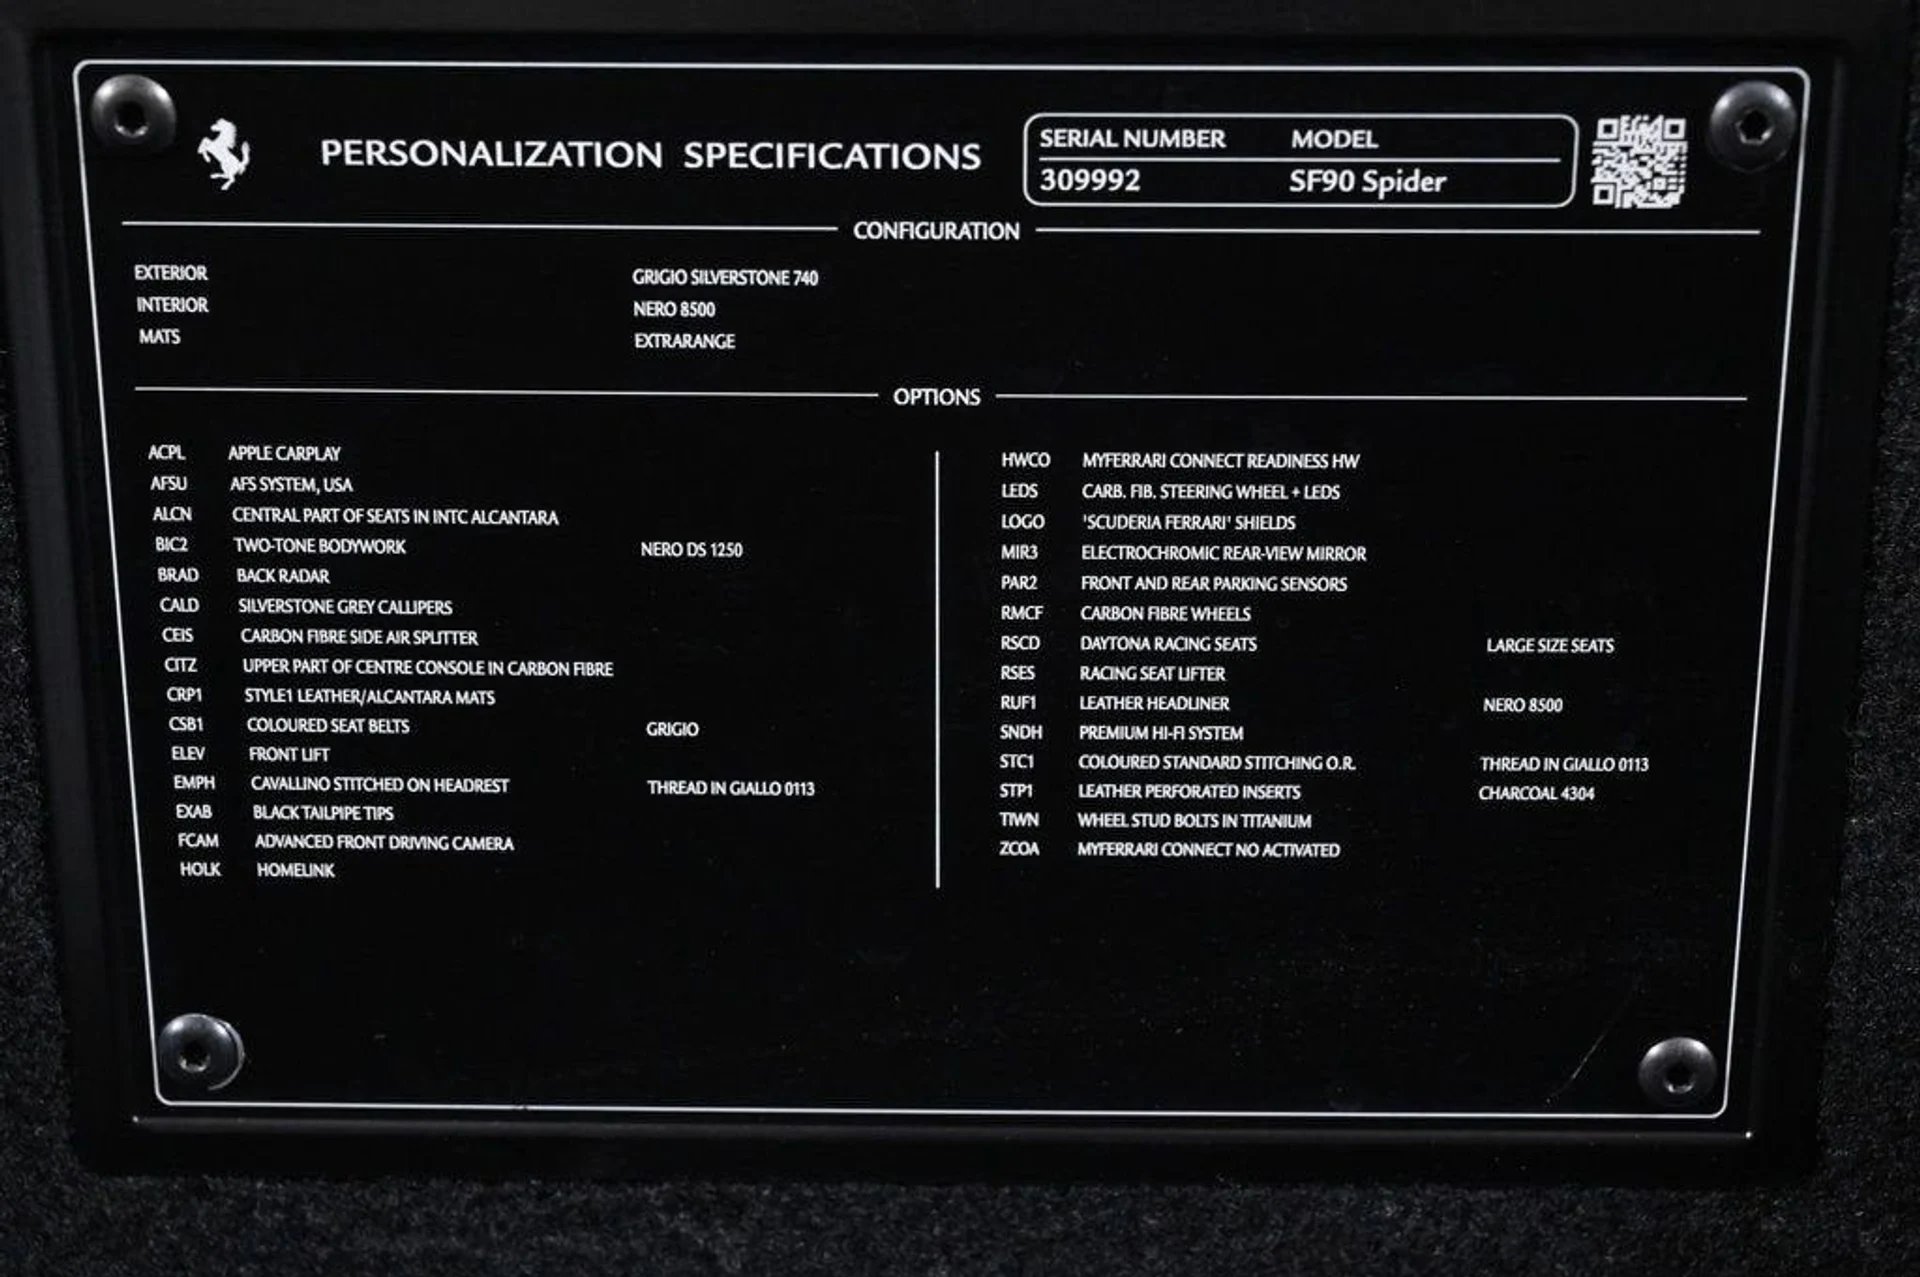 PERSONALIZATION SPECIFICATIONS
SERIAL NUMBER MODEL
309992 SF90 Spider
CONFIGURATION
EXTERIOR GRIGIO SILVERSTONE 740
INTERIOR NERO 8500
MATS EXTRARANGE
OPTIONS
ACPL APPLE CARPLAY
AFSU AFS SYSTEM, USA
ALCN CENTRAL PART OF SEATS IN INTC ALCANTARA
BIC2 TWO-TONE BODYWORK NERO DS 1250
BRAD BACK RADAR
CALD SILVERSTONE GREY CALLIPERS
CEIS CARBON FIBRE SIDE AIR SPLITTER
CITZ UPPER PART OF CENTRE CONSOLE IN CARBON FIBRE
CRP1 STYLE1 LEATHER/ALCANTARA MATS
CSB1 COLOURED SEAT BELTS GRIGIO
ELEV FRONT LIFT
EMPH CAVALLINO STITCHED ON HEADREST THREAD IN GIALLO 0113
EXAB BLACK TAILPIPE TIPS
FCAM ADVANCED FRONT DRIVING CAMERA
HOLK HOMELINK
HWCO MYFERRARI CONNECT READINESS HW
LEDS CARB. FIB. STEERING WHEEL + LEDS
LOGO 'SCUDERIA FERRARI' SHIELDS
MIR3 ELECTROCHROMIC REAR-VIEW MIRROR
PAR2 FRONT AND REAR PARKING SENSORS
RMCF CARBON FIBRE WHEELS
RSCD DAYTONA RACING SEATS LARGE SIZE SEATS
RSES RACING SEAT LIFTER
RUF1 LEATHER HEADLINER NERO 8500
SNDH PREMIUM HI-FI SYSTEM
STC1 COLOURED STANDARD STITCHING O.R. THREAD IN GIALLO 0113
STP1 LEATHER PERFORATED INSERTS CHARCOAL 4304
TIWN WHEEL STUD BOLTS IN TITANIUM
ZCOA MYFERRARI CONNECT NO ACTIVATED